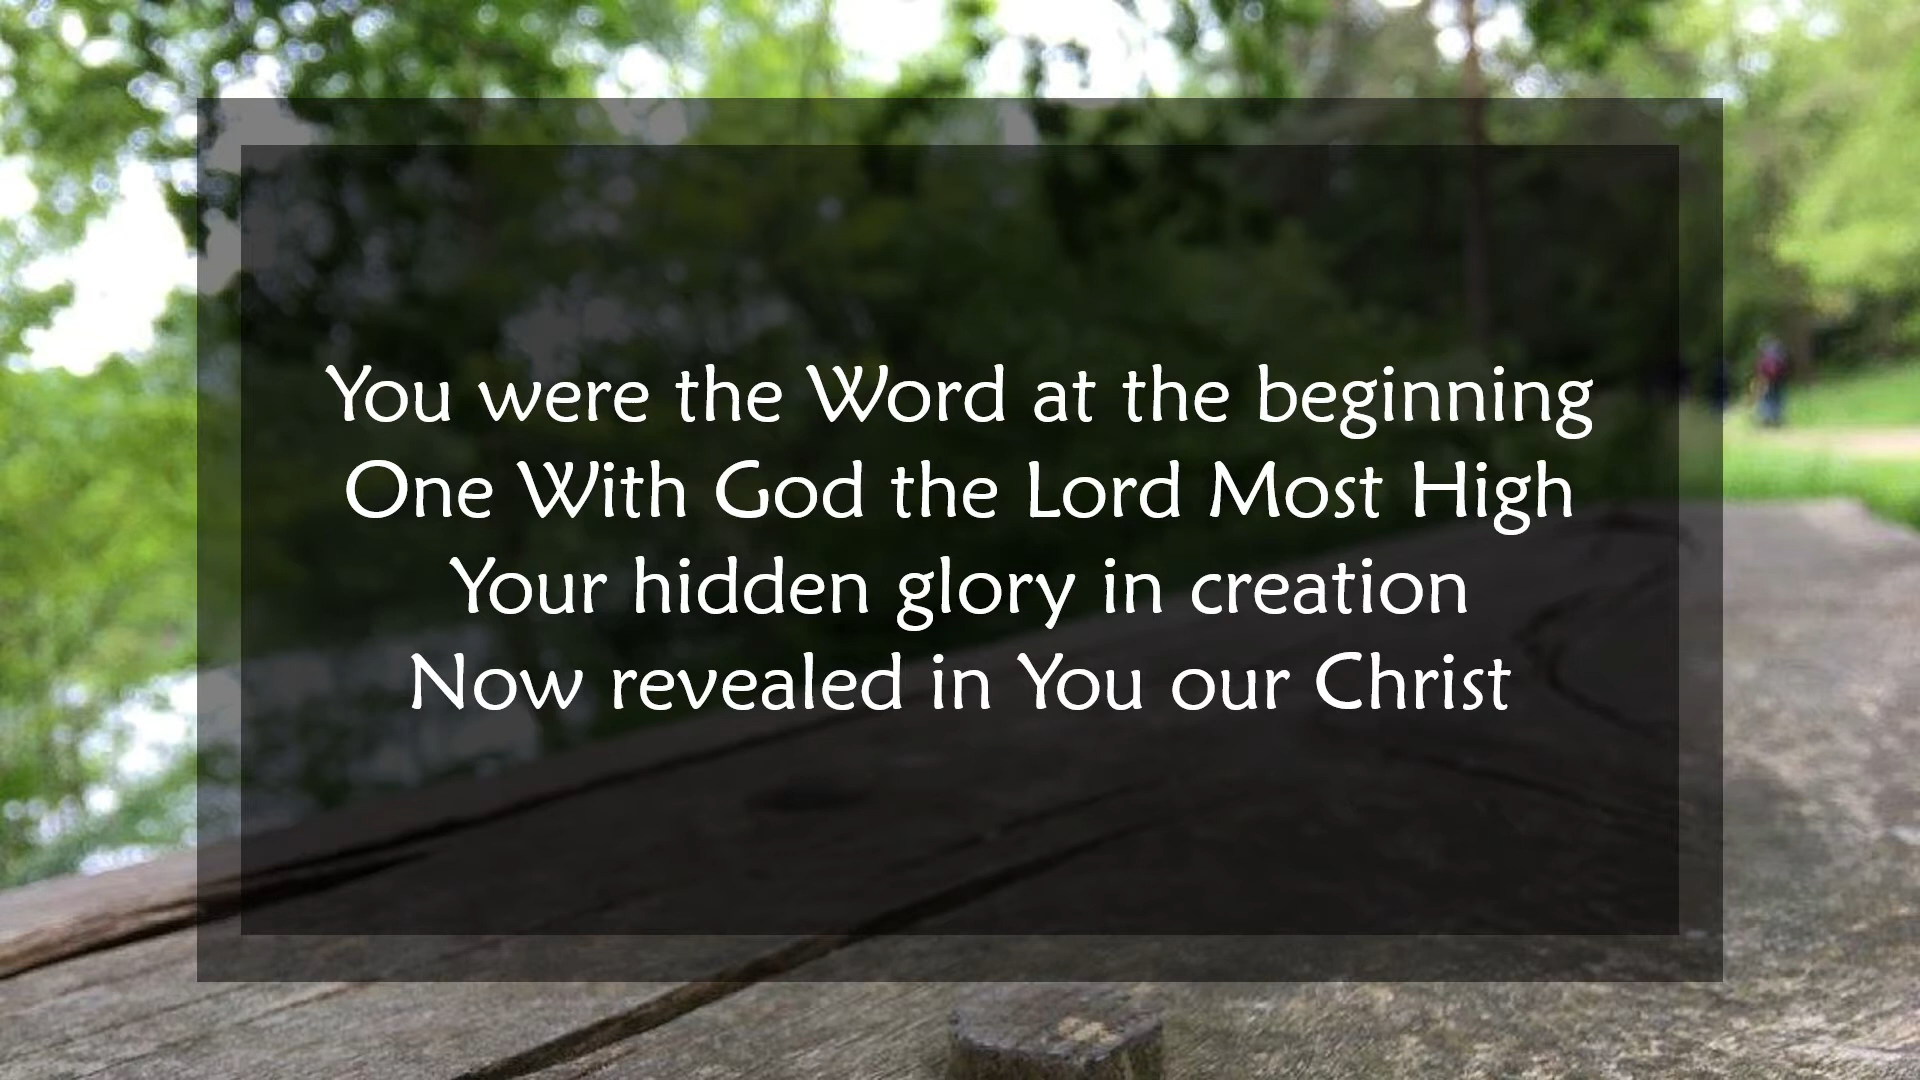 You were the Word at the beginning
One With God the Lord Most High
Your hidden glory in creation
Now revealed in You our Christ